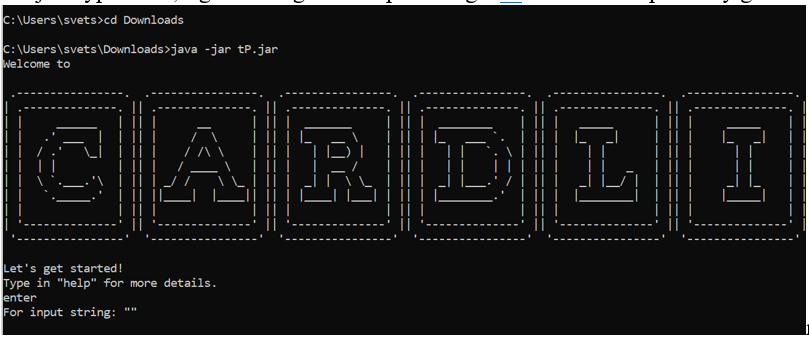 C:\Users\svets>cd Downloads
C:\Users\svets\Downloads>java -jar tP.jar
Welcome to
CARDLI
Let's get started!
Type in "help" for more details.
enter
For input string: ""